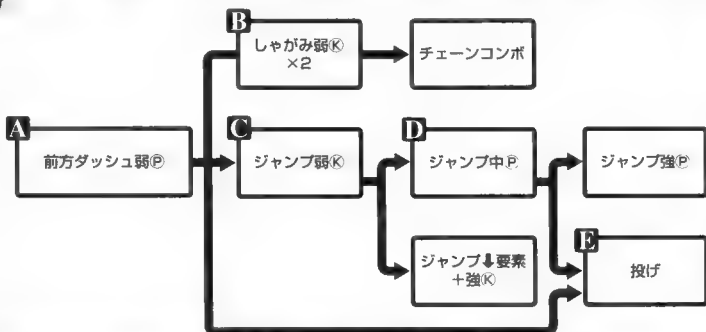 B
しゃがみ弱Ⓚ
×2
チェーンコンボ
A
前方ダッシュ弱Ⓟ
C
ジャンプ弱Ⓚ
D
ジャンプ中Ⓟ
ジャンプ強Ⓟ
ジャンプ⬇要素
+強Ⓚ
E
投げ